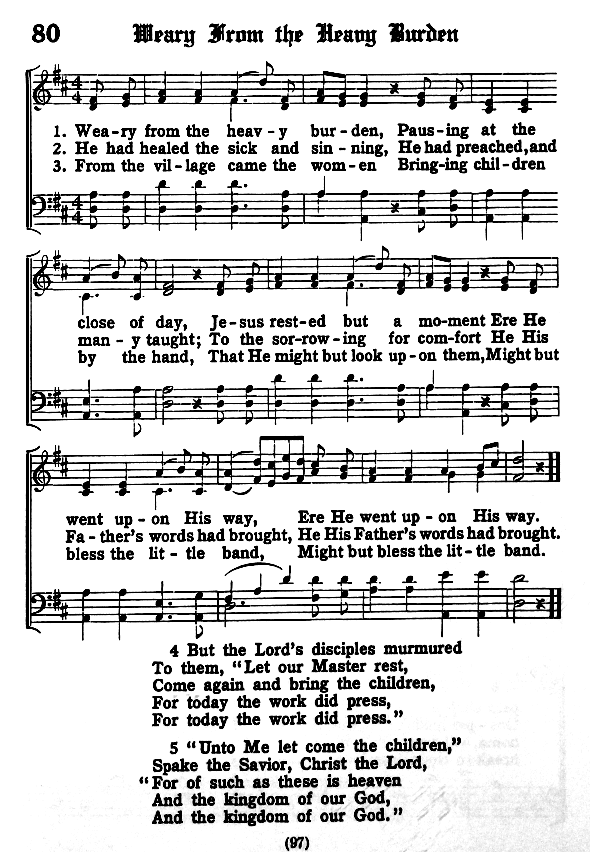 80 Weary From the Heavy Burden
1. Wea-ry from the heav-y bur-den, Paus-ing at the
2. He had healed the sick and sin-ning, He had preached, and
3. From the vil-lage came the wom-en Bring-ing chil-dren
close of day, Je-sus rest-ed but a mo-ment Ere He
man-y taught; To the sor-row-ing for com-fort He His
by the hand, That He might but look up-on them, Might but
went up-on His way, Ere He went up-on His way.
Fa-ther's words had brought, He His Father's words had brought.
bless the lit-tle band, Might but bless the lit-tle band.
4 But the Lord's disciples murmured
To them, "Let our Master rest,
Come again and bring the children,
For today the work did press,
For today the work did press."
5 "Unto Me let come the children,"
Spake the Savior, Christ the Lord,
"For of such as these is heaven
And the kingdom of our God,
And the kingdom of our God."
(97)